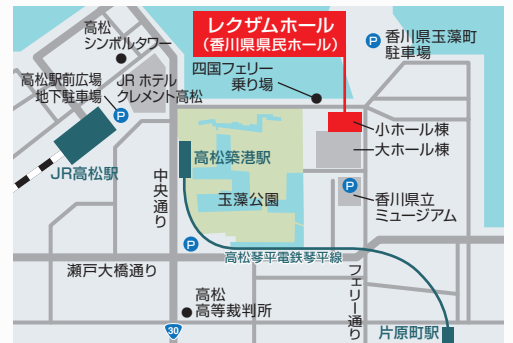 高松
シンボルタワー
レクザムホール
（香川県県民ホール）
P
香川県玉藻町
駐車場
高松駅前広場
地下駐車場
P
JR ホテル
クレメント高松
四国フェリー
乗り場
小ホール棟
大ホール棟
JR高松駅
高松築港駅
中央通り
玉藻公園
P
香川県立
ミュージアム
P
高松琴平電鉄琴平線
瀬戸大橋通り
フェリー通り
高松
高等裁判所
30
片原町駅